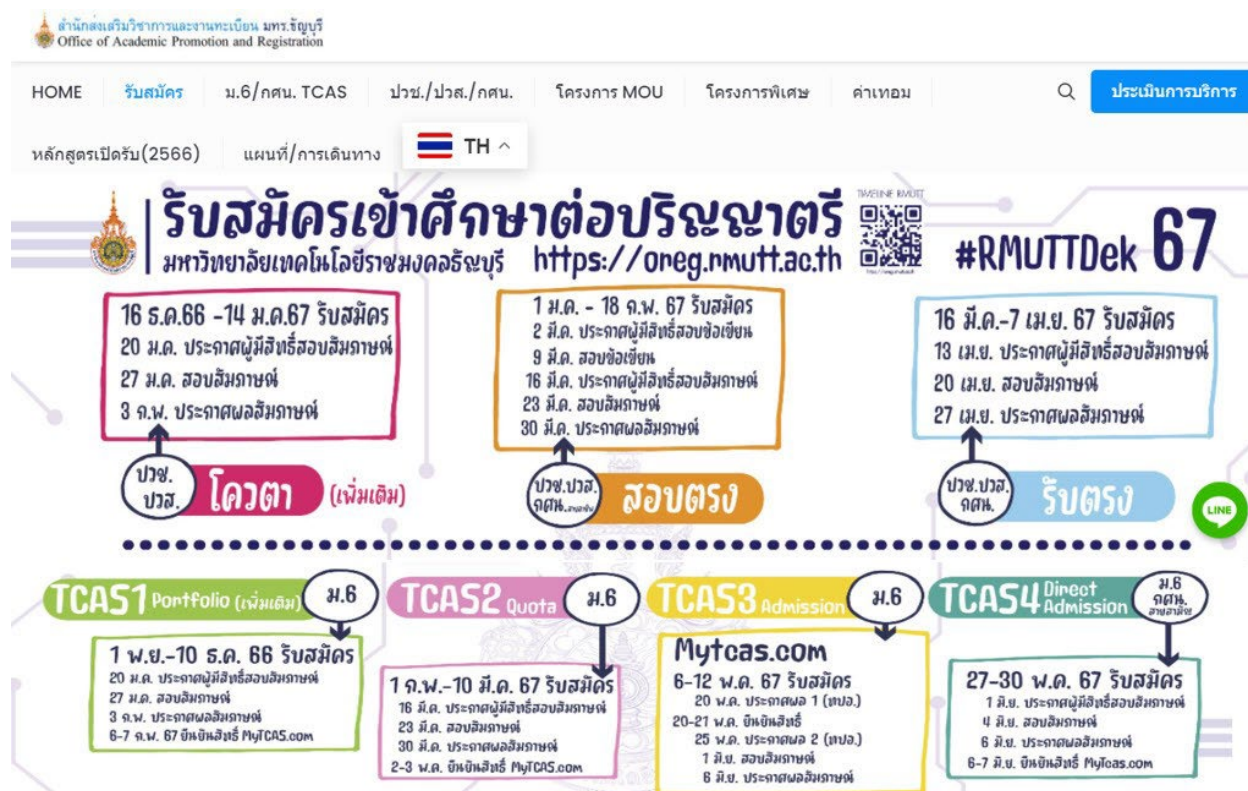 สำนักส่งเสริมวิชาการและงานทะเบียน มทร.ธัญบุรี
Office of Academic Promotion and Registration
HOME รับสมัคร ม.6/กศน. TCAS ปวช./ปวส./กศน. โครงการ MOU โครงการพิเศษ ค่าเทอม ประเมินการบริการ
หลักสูตรเปิดรับ(2566) แผนที่/การเดินทาง TH
รับสมัครเข้าศึกษาต่อปริญญาตรี
มหาวิทยาลัยเทคโนโลยีราชมงคลธัญบุรี https://oreg.rmutt.ac.th
TIMELINE RMUTT
#RMUTTDek 67
16 ธ.ค.66 -14 ม.ค.67 รับสมัคร
20 ม.ค. ประกาศผู้มีสิทธิ์สอบสัมภาษณ์
27 ม.ค. สอบสัมภาษณ์
3 ก.พ. ประกาศผลสัมภาษณ์
ปวช.
ปวส.
โควตา (เพิ่มเติม)
1 ม.ค. - 18 ก.พ. 67 รับสมัคร
2 มี.ค. ประกาศผู้มีสิทธิ์สอบข้อเขียน
9 มี.ค. สอบข้อเขียน
16 มี.ค. ประกาศผู้มีสิทธิ์สอบสัมภาษณ์
23 มี.ค. สอบสัมภาษณ์
30 มี.ค. ประกาศผลสัมภาษณ์
ปวช.ปวส.
กศน.
สอบตรง
16 มี.ค.-7 เม.ย. 67 รับสมัคร
13 เม.ย. ประกาศผู้มีสิทธิ์สอบสัมภาษณ์
20 เม.ย. สอบสัมภาษณ์
27 เม.ย. ประกาศผลสัมภาษณ์
ปวช.ปวส.
กศน.
รับตรง
LINE
TCAS1 Portfolio (เพิ่มเติม) ม.6
1 พ.ย.-10 ธ.ค. 66 รับสมัคร
20 ม.ค. ประกาศผู้มีสิทธิ์สอบสัมภาษณ์
27 ม.ค. สอบสัมภาษณ์
3 ก.พ. ประกาศผลสัมภาษณ์
6-7 ก.พ. 67 ยืนยันสิทธิ์ MyTCAS.com
TCAS2 Quota ม.6
1 ก.พ.-10 มี.ค. 67 รับสมัคร
16 มี.ค. ประกาศผู้มีสิทธิ์สอบสัมภาษณ์
23 มี.ค. สอบสัมภาษณ์
30 มี.ค. ประกาศผลสัมภาษณ์
2-3 พ.ค. ยืนยันสิทธิ์ MyTCAS.com
TCAS3 Admission ม.6
Mytcas.com
6-12 พ.ค. 67 รับสมัคร
20 พ.ค. ประกาศผล 1 (ทปอ.)
20-21 พ.ค. ยืนยันสิทธิ์
25 พ.ค. ประกาศผล 2 (ทปอ.)
1 มิ.ย. สอบสัมภาษณ์
6 มิ.ย. ประกาศผลสัมภาษณ์
TCAS4 Direct Admission
ม.6
กศน.
สายสามัญ
27-30 พ.ค. 67 รับสมัคร
1 มิ.ย. ประกาศผู้มีสิทธิ์สอบสัมภาษณ์
4 มิ.ย. สอบสัมภาษณ์
6 มิ.ย. ประกาศผลสัมภาษณ์
6-7 มิ.ย. ยืนยันสิทธิ์ MyTcas.com